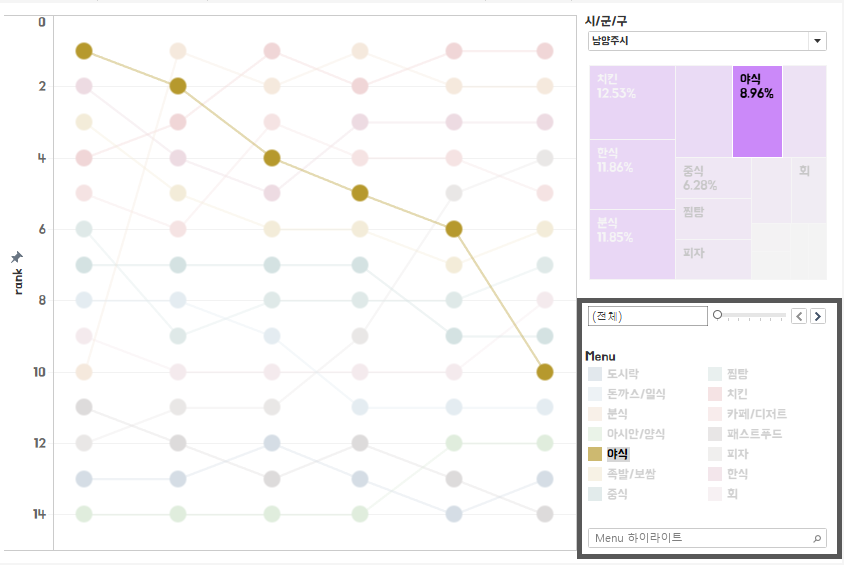 0
2
4
6
8
10
12
14
rank
시/군/구
남양주시
치킨
12.53%
야식
8.96%
한식
11.86%
중식
6.28%
회
찜탕
분식
11.85%
피자
(전체)
Menu
도시락
찜탕
돈까스/일식
치킨
분식
카페/디저트
아시안/양식
패스트푸드
야식
피자
족발/보쌈
한식
중식
회
Menu 하이라이트